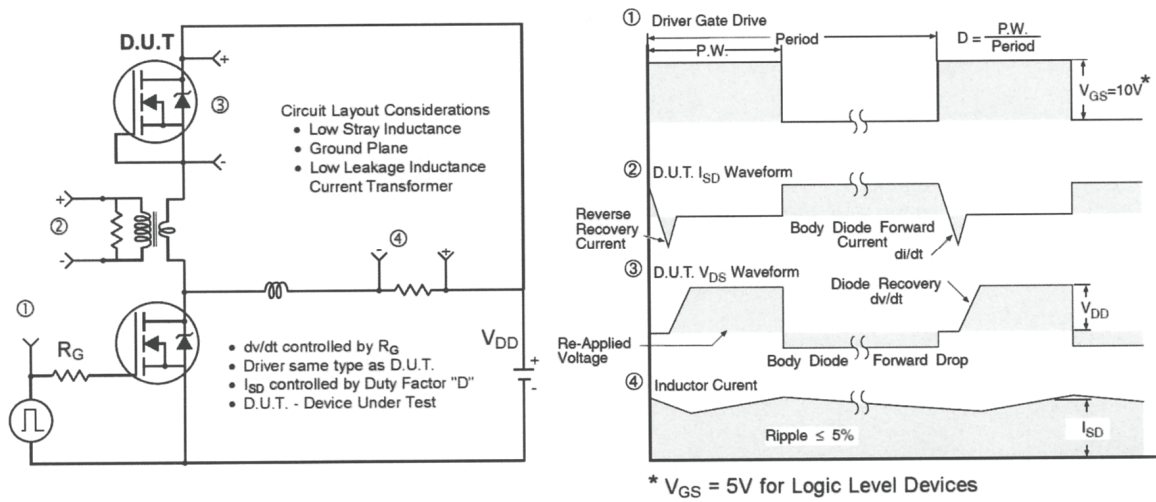 D.U.T
+
③
-
Circuit Layout Considerations
• Low Stray Inductance
• Ground Plane
• Low Leakage Inductance
Current Transformer
+
②
-
④
- +
①
RG
VDD
+
-
• dv/dt controlled by RG
• Driver same type as D.U.T.
• ISD controlled by Duty Factor "D"
• D.U.T. - Device Under Test
① Driver Gate Drive
Period
P.W.
D = P.W.
Period
VGS=10V*
② D.U.T. ISD Waveform
Reverse
Recovery
Current
Body Diode Forward
Current
di/dt
③ D.U.T. VDS Waveform
Diode Recovery
dv/dt
VDD
Re-Applied
Voltage
Body Diode Forward Drop
④ Inductor Curent
Ripple ≤ 5%
ISD
* VGS = 5V for Logic Level Devices